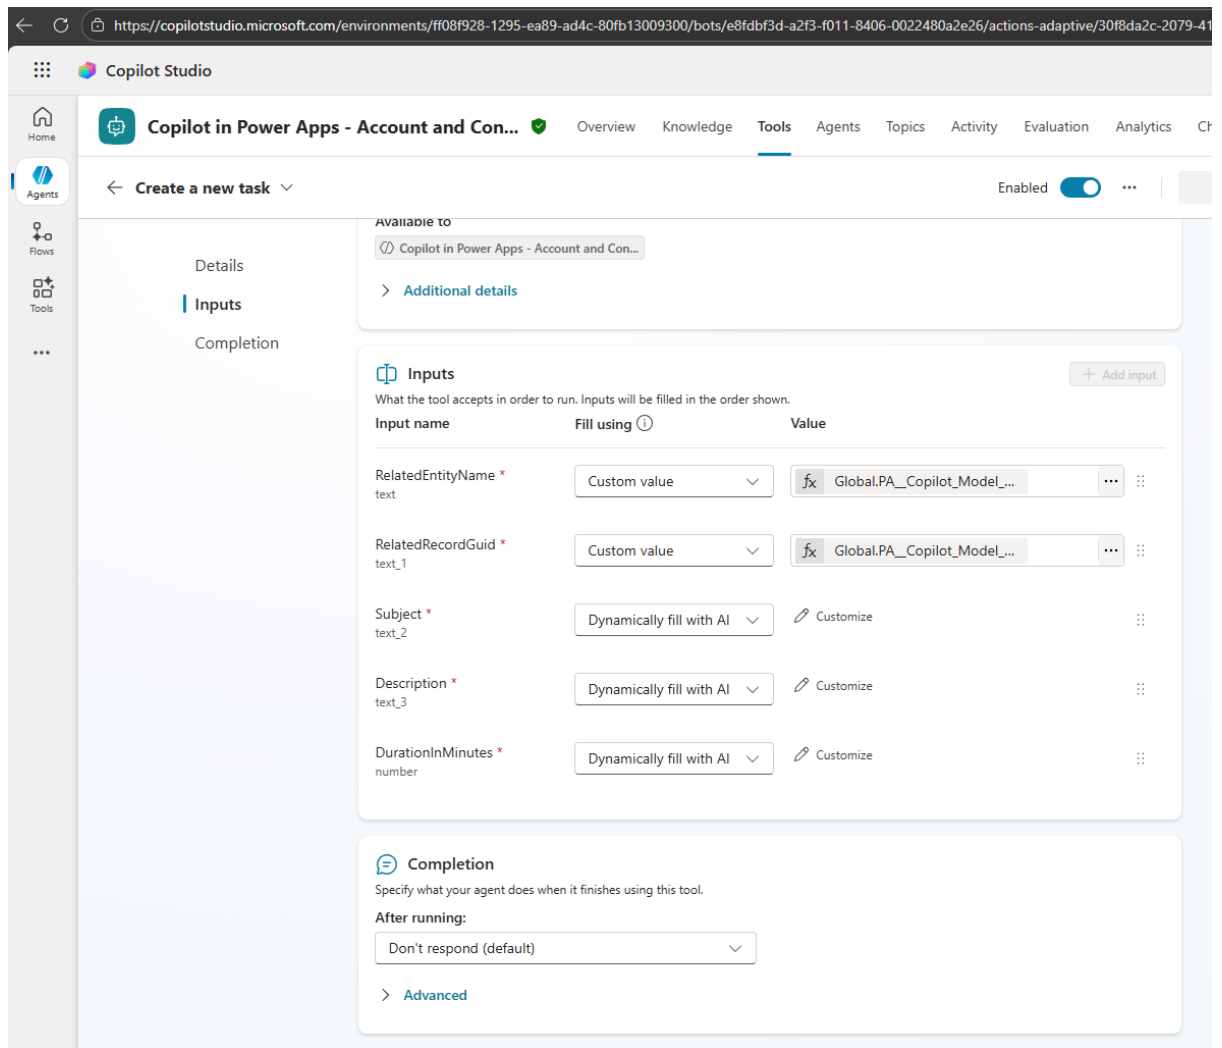 https://copilotstudio.microsoft.com/environments/ff08f928-1295-ea89-ad4c-80fb13009300/bots/e8fdbf3d-a2f3-f011-8406-0022480a2e26/actions-adaptive/30f8da2c-2079-41
Copilot Studio
Home
Agents
Flows
Tools
Copilot in Power Apps - Account and Con...
Overview Knowledge Tools Agents Topics Activity Evaluation Analytics Ch
Create a new task
Enabled
Details
Inputs
Completion
Available to
Copilot in Power Apps - Account and Con...
Additional details
Inputs
+ Add input
What the tool accepts in order to run. Inputs will be filled in the order shown.
Input name Fill using Value
RelatedEntityName * Custom value fx Global.PA__Copilot_Model_...
text
RelatedRecordGuid * Custom value fx Global.PA__Copilot_Model_...
text_1
Subject * Dynamically fill with AI Customize
text_2
Description * Dynamically fill with AI Customize
text_3
DurationInMinutes * Dynamically fill with AI Customize
number
Completion
Specify what your agent does when it finishes using this tool.
After running:
Don't respond (default)
Advanced